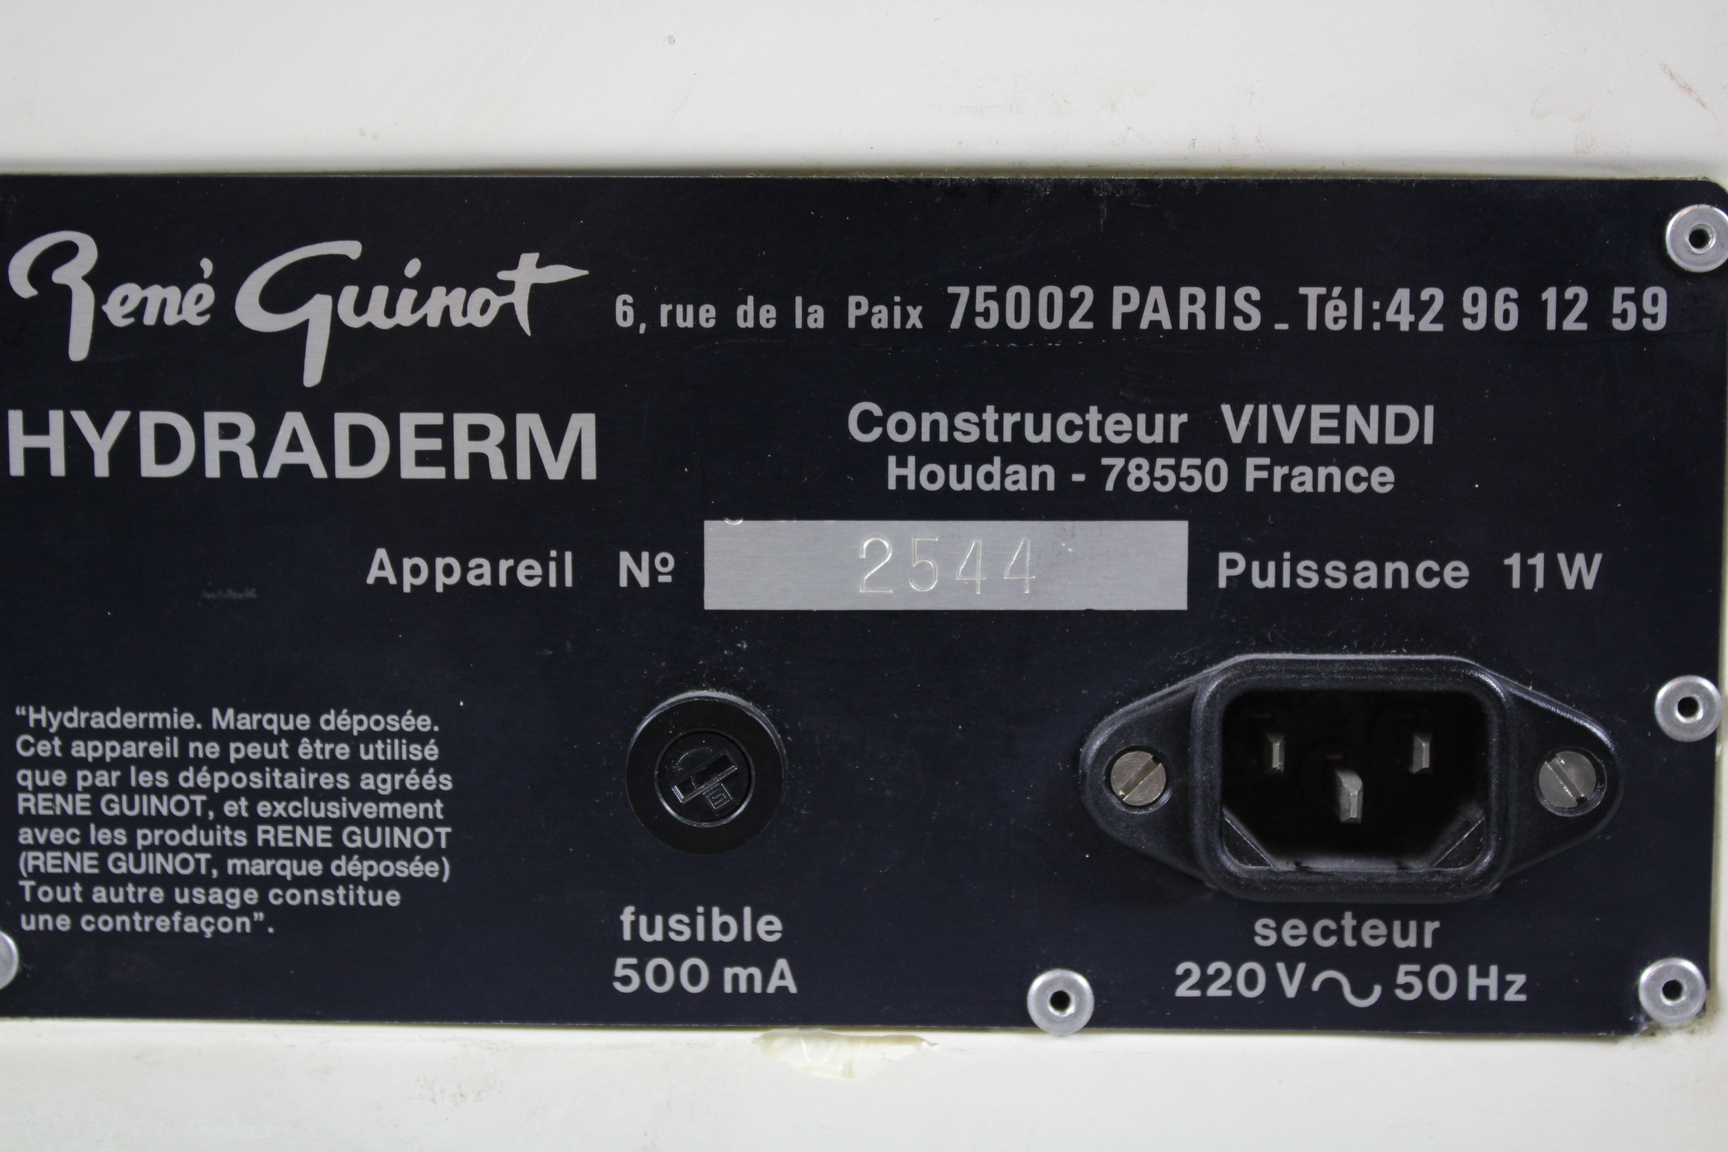 René Guinot 6, rue de la Paix 75002 PARIS - Tél:42 96 12 59
HYDRADERM
Constructeur VIVENDI
Houdan - 78550 France
Appareil Nº 2544 Puissance 11W
“Hydradermie. Marque déposée.
Cet appareil ne peut être utilisé
que par les dépositaires agréés
RENE GUINOT, et exclusivement
avec les produits RENE GUINOT
(RENE GUINOT, marque déposée)
Tout autre usage constitue
une contrefaçon”.
fusible
500 mA
secteur
220 V ~ 50 Hz